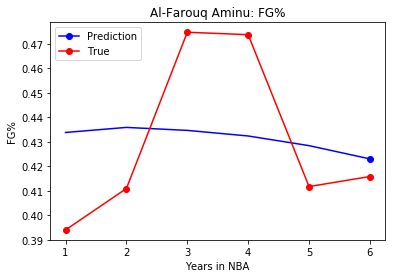 Al-Farouq Aminu: FG%
Prediction
True
FG%
0.47
0.46
0.45
0.44
0.43
0.42
0.41
0.40
0.39
1 2 3 4 5 6
Years in NBA